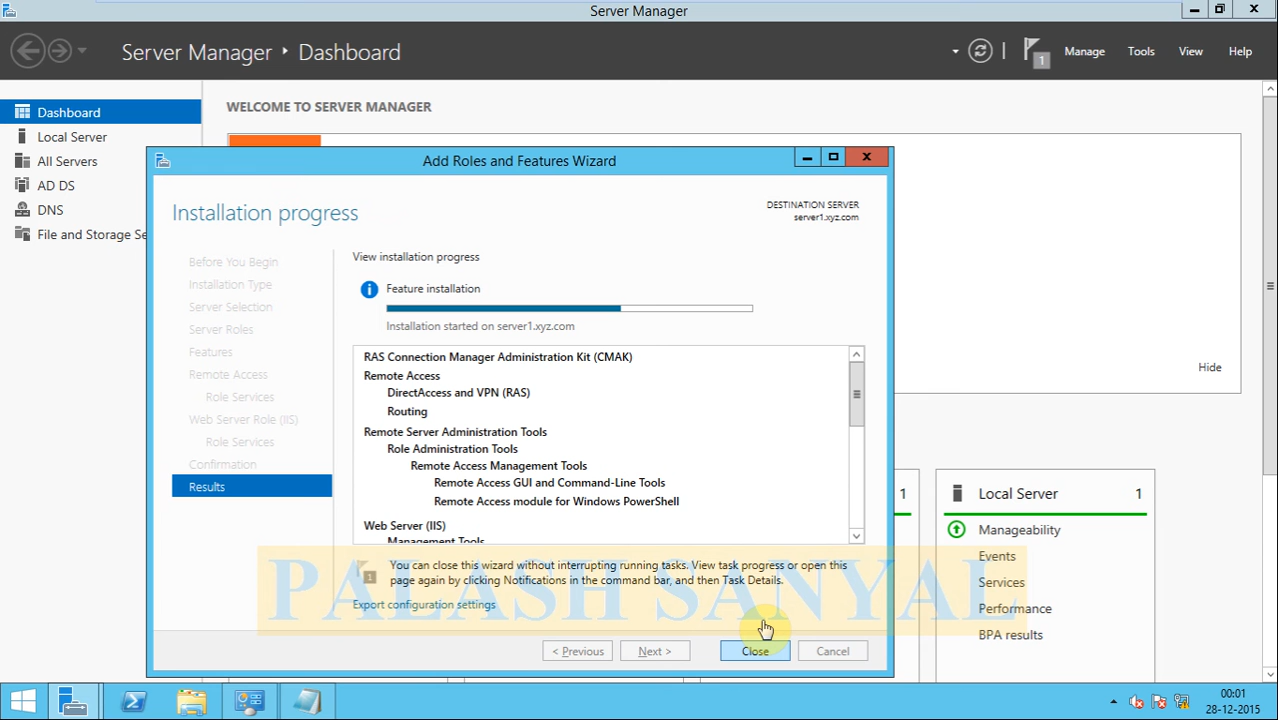 Server Manager
Server Manager ‣ Dashboard
1
Manage
Tools
View
Help
Dashboard
Local Server
All Servers
AD DS
DNS
File and Storage Se
WELCOME TO SERVER MANAGER
Add Roles and Features Wizard
Installation progress
DESTINATION SERVER
server1.xyz.com
Before You Begin
Installation Type
Server Selection
Server Roles
Features
Remote Access
Role Services
Web Server Role (IIS)
Role Services
Confirmation
Results
View installation progress
Feature installation
Installation started on server1.xyz.com
RAS Connection Manager Administration Kit (CMAK)
Remote Access
DirectAccess and VPN (RAS)
Routing
Remote Server Administration Tools
Role Administration Tools
Remote Access Management Tools
Remote Access GUI and Command-Line Tools
Remote Access module for Windows PowerShell
Web Server (IIS)
Management Tools
1
You can close this wizard without interrupting running tasks. View task progress or open this
page again by clicking Notifications in the command bar, and then Task Details.
PALASH SANYAL
Export configuration settings
< Previous
Next >
Close
Cancel
Hide
1
Local Server
1
Manageability
Events
Services
Performance
BPA results
00:01
28-12-2015